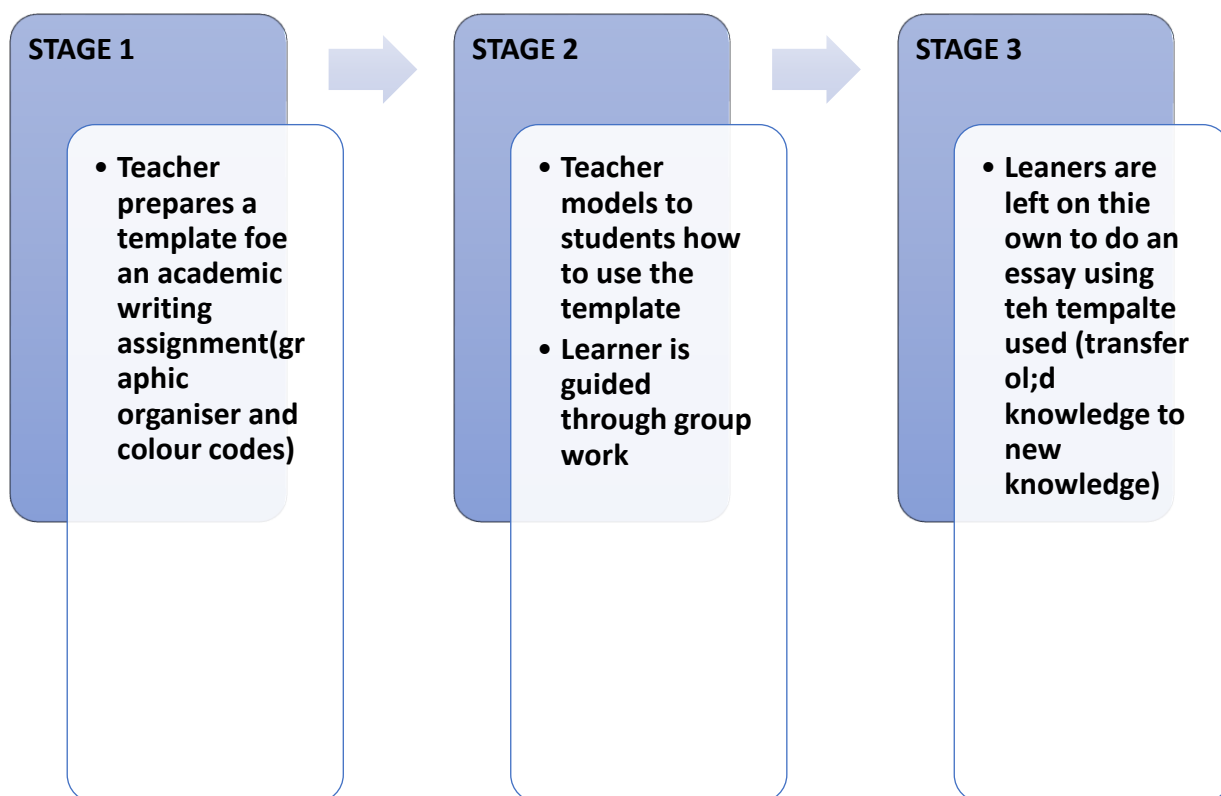 STAGE 1
• Teacher
prepares a
template foe
an academic
writing
assignment(gr
aphic
organiser and
colour codes)
STAGE 2
• Teacher
models to
students how
to use the
template
• Learner is
guided
through group
work
STAGE 3
• Leaners are
left on thie
own to do an
essay using
teh tempalte
used (transfer
ol;d
knowledge to
new
knowledge)